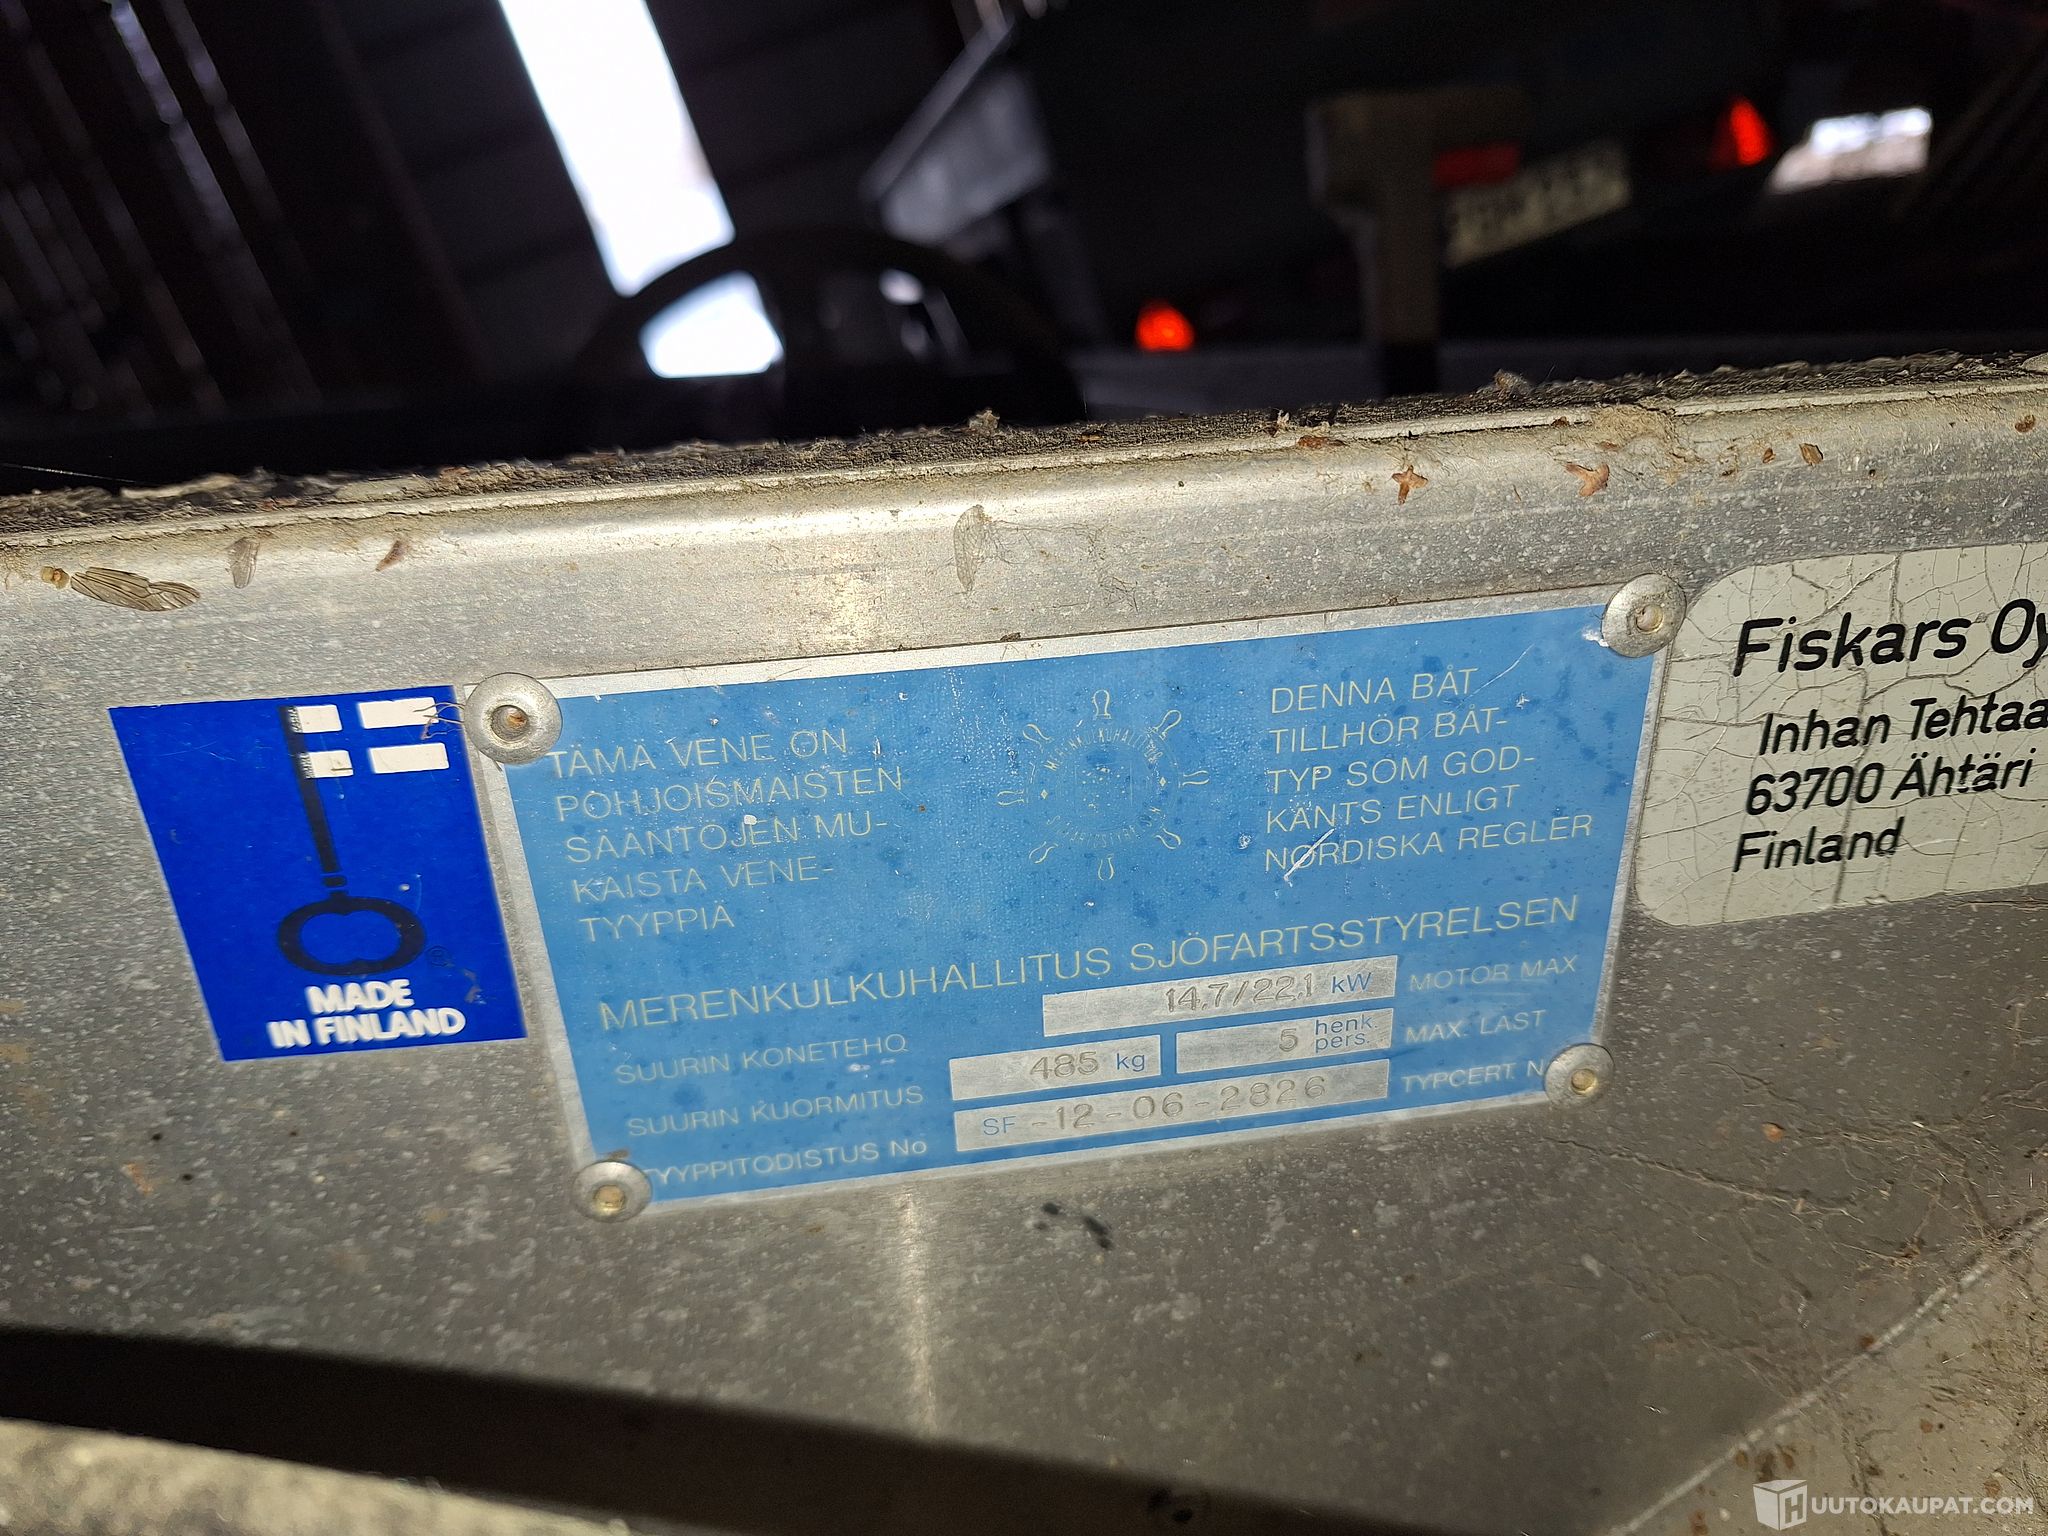 MADE
IN FINLAND
TÄMÄ VENE ON
POHJOISMAISTEN
SÄÄNTÖJEN MU-
KAISTA VENE-
TYYPPIÄ
MERENKULKUHALLITUS
DENNA BÅT
TILLHÖR BÅT-
TYP SOM GOD-
KÄNTS ENLIGT
NORDISKA REGLER
MERENKULKUHALLITUS SJÖFARTSSTYRELSEN
SUURIN KONETEHO 14,7/22,1 kW MOTOR MAX
SUURIN KUORMITUS 485 kg 5 henk. pers. MAX. LAST
TYYPPITODISTUS No SF -12-06-2826 TYPCERT. N
Fiskars Oy
Inhan Tehtaa
63700 Ähtäri
Finland
HUUTOKAUPAT.COM